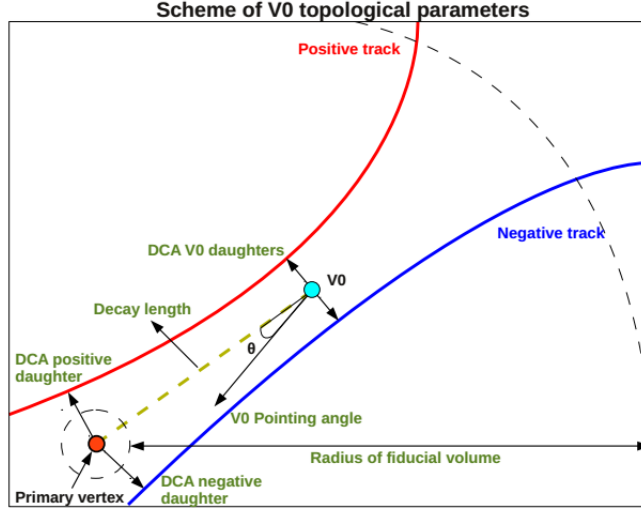 Scheme of V0 topological parameters
Positive track
Negative track
DCA V0 daughters
V0
Decay length
θ
DCA positive
daughter
V0 Pointing angle
Radius of fiducial volume
Primary vertex
DCA negative
daughter